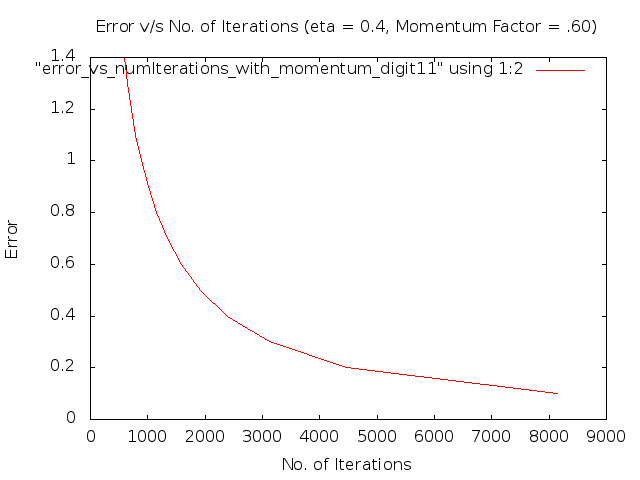 Error v/s No. of Iterations (eta = 0.4, Momentum Factor = .60)
1.4
"error_vs_numIterations_with_momentum_digit11" using 1:2
1.2
1
0.8
Error
0.6
0.4
0.2
0
0 1000 2000 3000 4000 5000 6000 7000 8000 9000
No. of Iterations